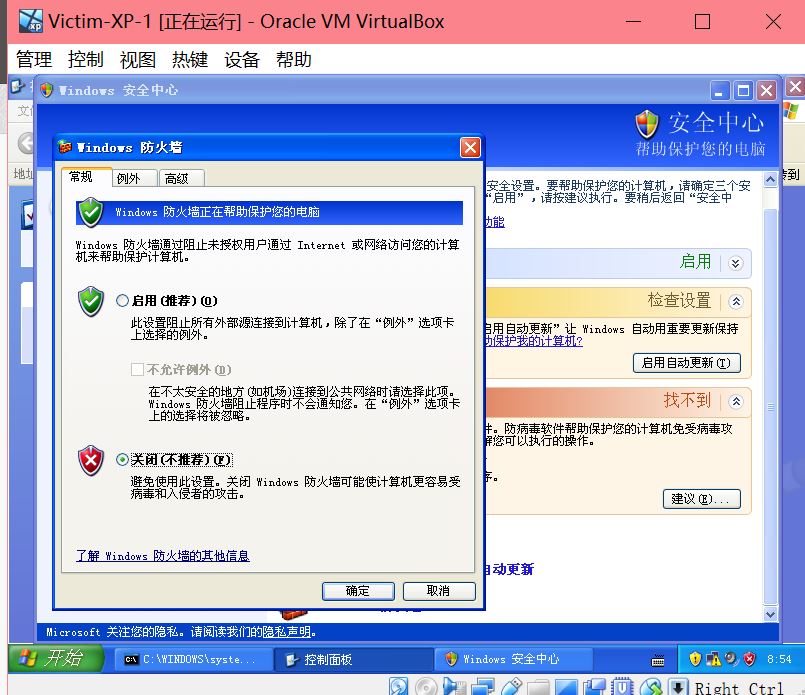 Victim-XP-1 [正在运行] - Oracle VM VirtualBox
管理 控制 视图 热键 设备 帮助
Windows 安全中心
安全中心
帮助保护您的电脑
Windows 防火墙
常规 例外 高级
Windows 防火墙正在帮助保护您的电脑
Windows 防火墙通过阻止未授权用户通过 Internet 或网络访问您的计算
机来帮助保护计算机。
启用(推荐)(O)
此设置阻止所有外部源连接到计算机，除了在“例外”选项卡
上选择的例外。
不允许例外(D)
在不太安全的地方(如机场)连接到公共网络时请选择此项。
Windows 防火墙阻止程序时不会通知您。在“例外”选项卡
上的选择将被忽略。
关闭(不推荐)(F)
避免使用此设置。关闭 Windows 防火墙可能使计算机更容易受
病毒和入侵者的攻击。
了解 Windows 防火墙的其他信息
确定 取消
安全设置。要帮助保护您的计算机，请确定三个安
“启用”，请按建议执行。要稍后返回“安全中
功能
启用
检查设置
启用自动更新”让 Windows 自动用重要更新保持
助保护我的计算机?
启用自动更新(T)
找不到
件。防病毒软件帮助保护您的计算机免受病毒攻
解您可以执行的操作。
序。
建议(E)...
自动更新
Microsoft 关注您的隐私。请阅读我们的隐私声明。
开始 C:\WINDOWS\syste... 控制面板 Windows 安全中心 8:54
Right Ctrl